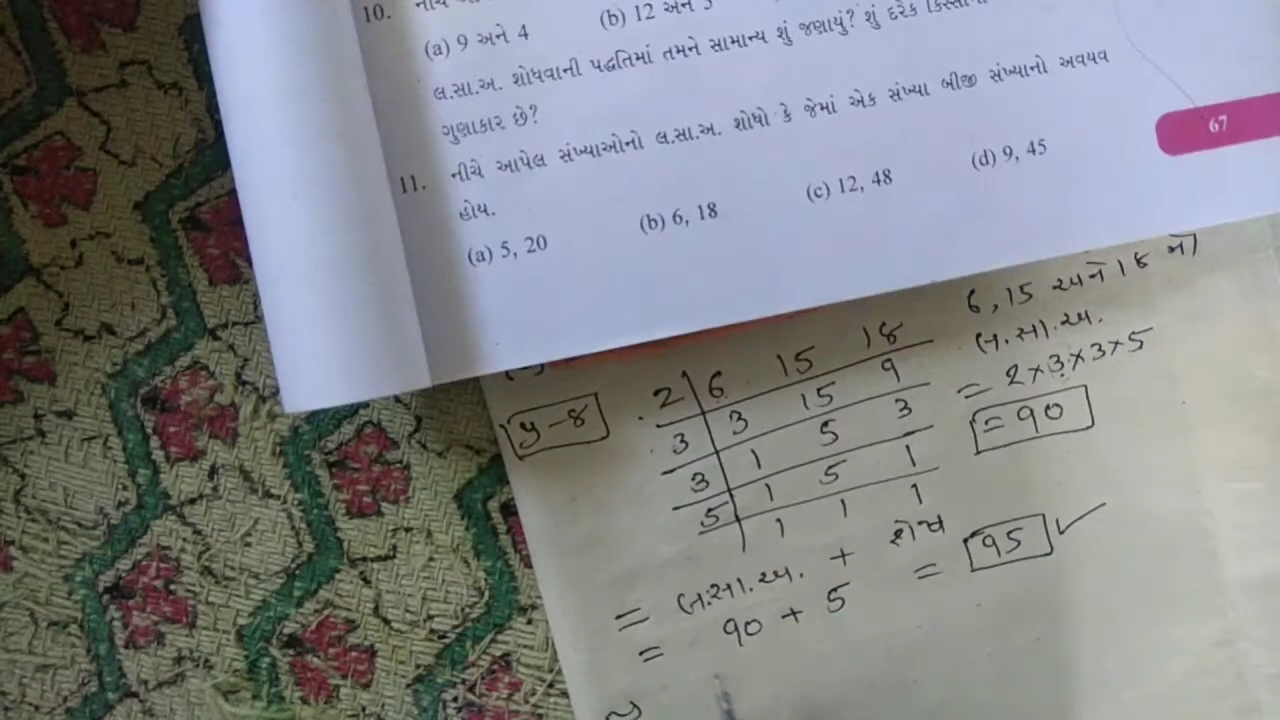 10.
(a) 9 અને 4
(b) 12 અને
લ.સા.અ. શોધવાની પદ્ધતિમાં તમને સામાન્ય શું જણાયું? શું દરેક
ગુણાકાર છે?
11. નીચે આપેલ સંખ્યાઓનો લ.સા.અ. શોધો કે જેમાં એક સંખ્યા બીજી સંખ્યાનો અવયવ
હોય.
(a) 5, 20
(b) 6, 18
(c) 12, 48
(d) 9, 45
67
પ્ર-8
2 6 15 18
3 3 15 9
3 1 5 3
5 1 5 1
1 1 1
6, 15 અને 18 નો
લ.સા.અ.
= 2×3×3×5
= 90
= લ.સા.અ. + શેષ
= 90 + 5 = 95 ✓